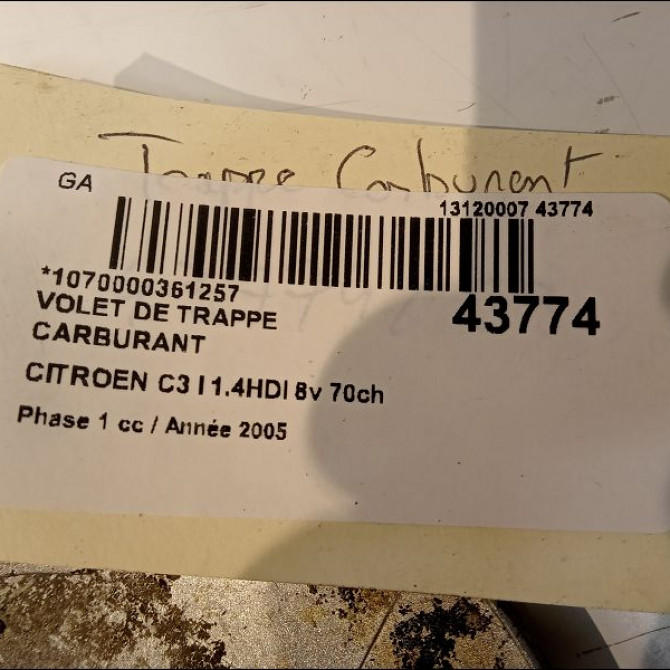 Trappe Carburant
GA
13120007 43774
*1070000361257
43774
VOLET DE TRAPPE
CARBURANT
CITROEN C3 I 1.4HDI 8v 70ch
Phase 1 cc / Année 2005